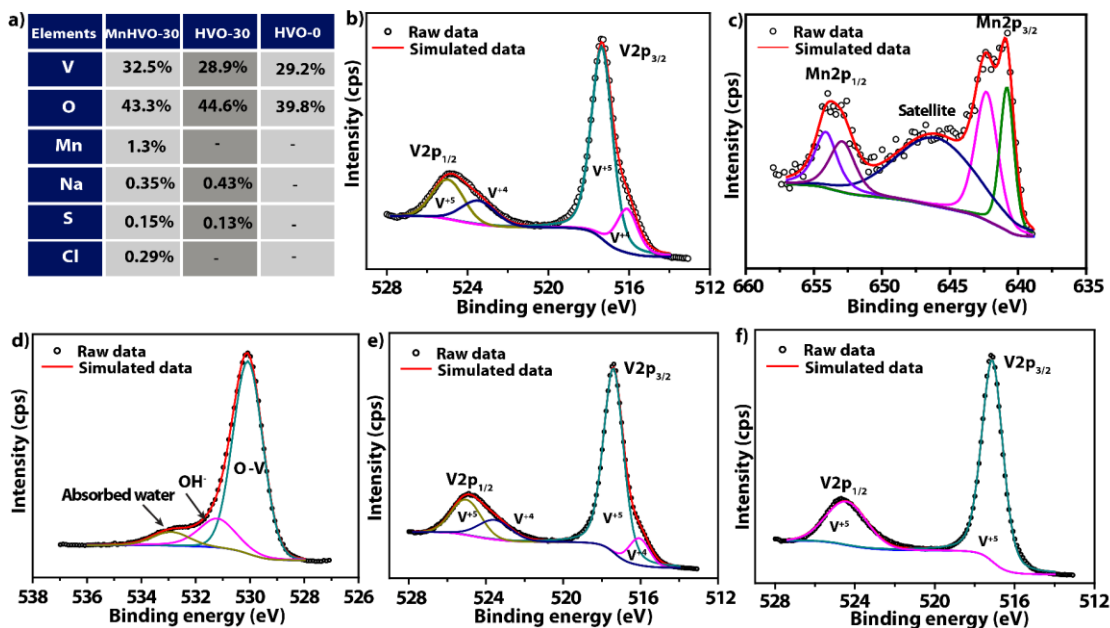 a)
Elements MnHVO-30 HVO-30 HVO-0
V 32.5% 28.9% 29.2%
O 43.3% 44.6% 39.8%
Mn 1.3% - -
Na 0.35% 0.43% -
S 0.15% 0.13% -
Cl 0.29% - -
b)
Raw data
Simulated data
V2p3/2
V2p1/2
V+5
V+4
V+5
V+4
Intensity (cps)
528 524 520 516 512
Binding energy (eV)
c)
Raw data
Simulated data
Mn2p3/2
Mn2p1/2
Satellite
Intensity (cps)
660 655 650 645 640 635
Binding energy (eV)
d)
Raw data
Simulated data
O-V
OH-
Absorbed water
Intensity (cps)
538 536 534 532 530 528 526
Binding energy (eV)
e)
Raw data
Simulated data
V2p3/2
V2p1/2
V+5
V+4
V+5
V+4
Intensity (cps)
528 524 520 516 512
Binding energy (eV)
f)
Raw data
Simulated data
V2p3/2
V2p1/2
V+5
V+5
Intensity (cps)
528 524 520 516 512
Binding energy (eV)